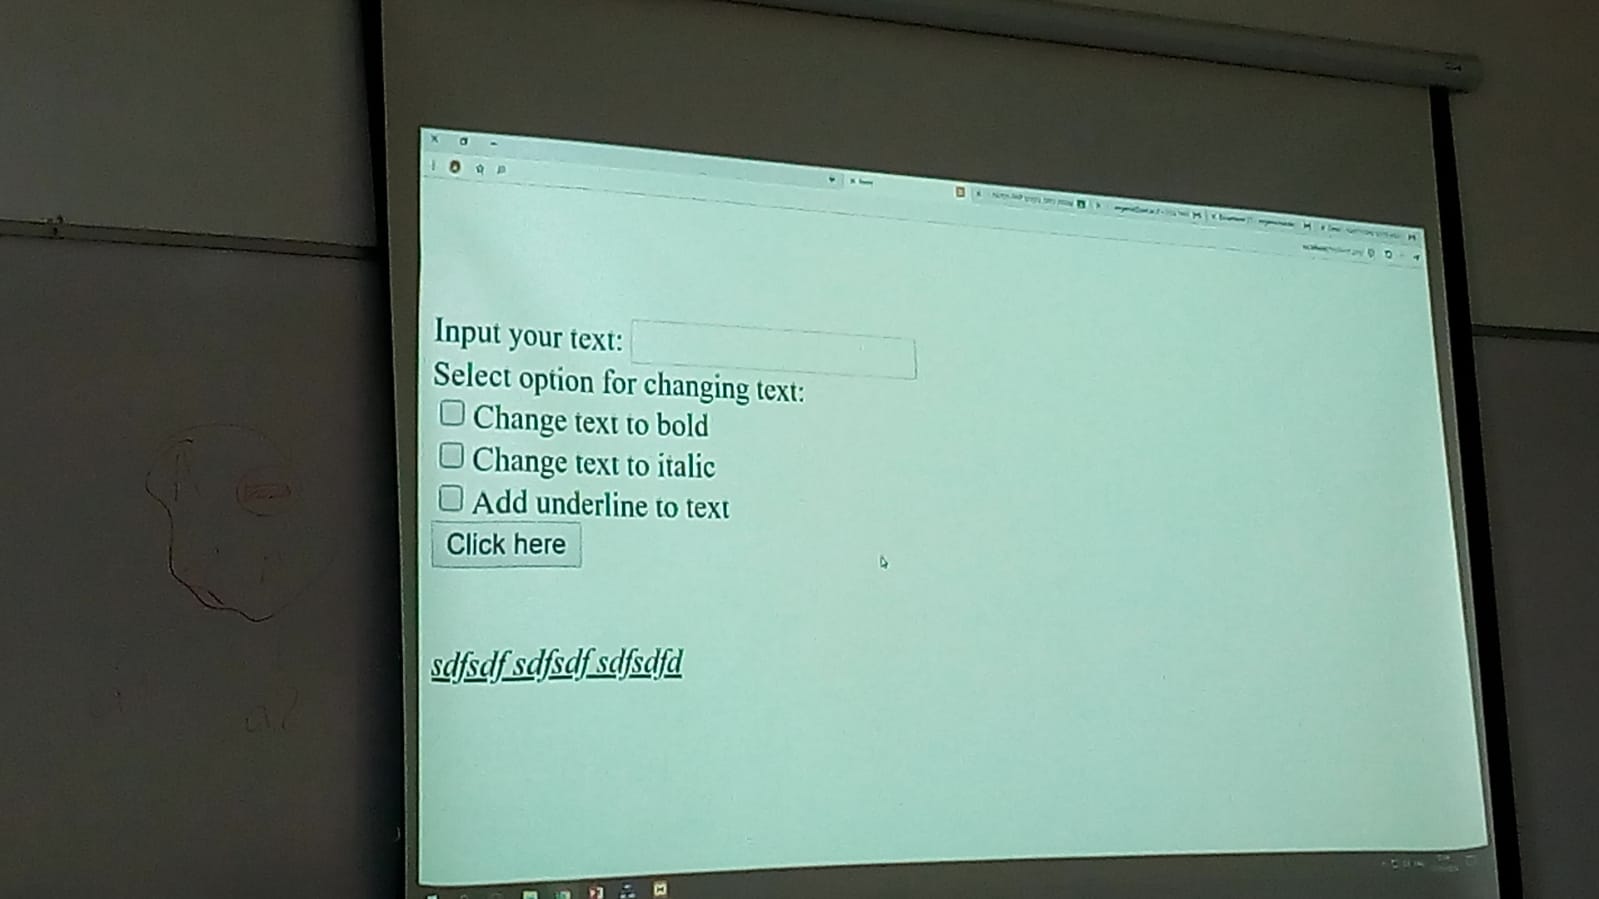 Input your text:
Select option for changing text:
Change text to bold
Change text to italic
Add underline to text
Click here
sdfsdf sdfsdf sdfsdfd